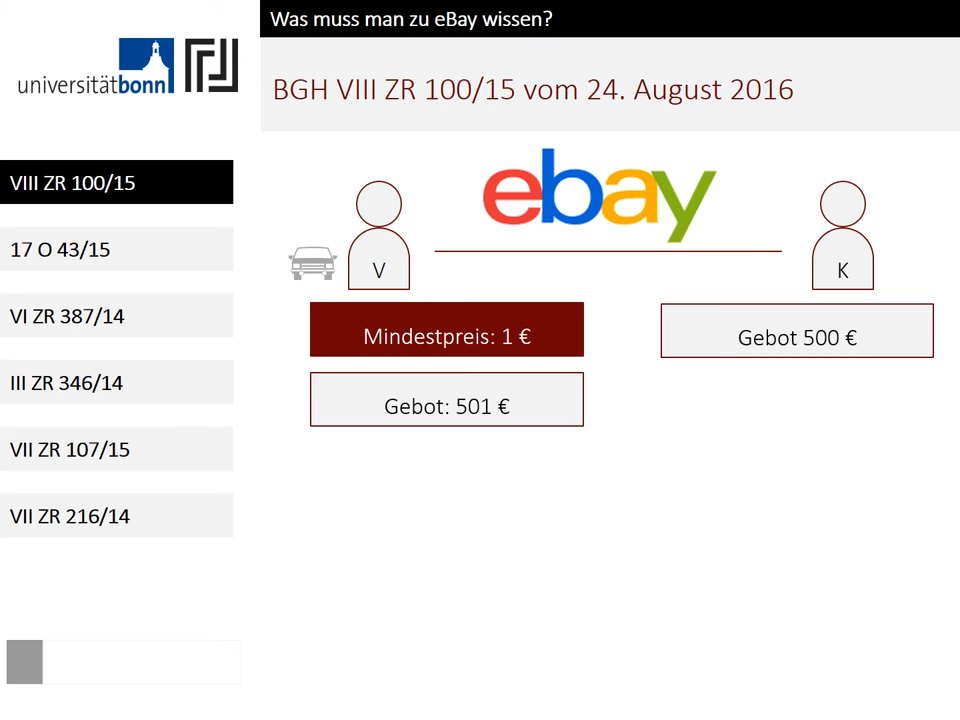 Was muss man zu eBay wissen?
universitätbonn
BGH VIII ZR 100/15 vom 24. August 2016
VIII ZR 100/15
17 O 43/15
VI ZR 387/14
III ZR 346/14
VII ZR 107/15
VII ZR 216/14
ebay
V
K
Mindestpreis: 1 €
Gebot 500 €
Gebot: 501 €